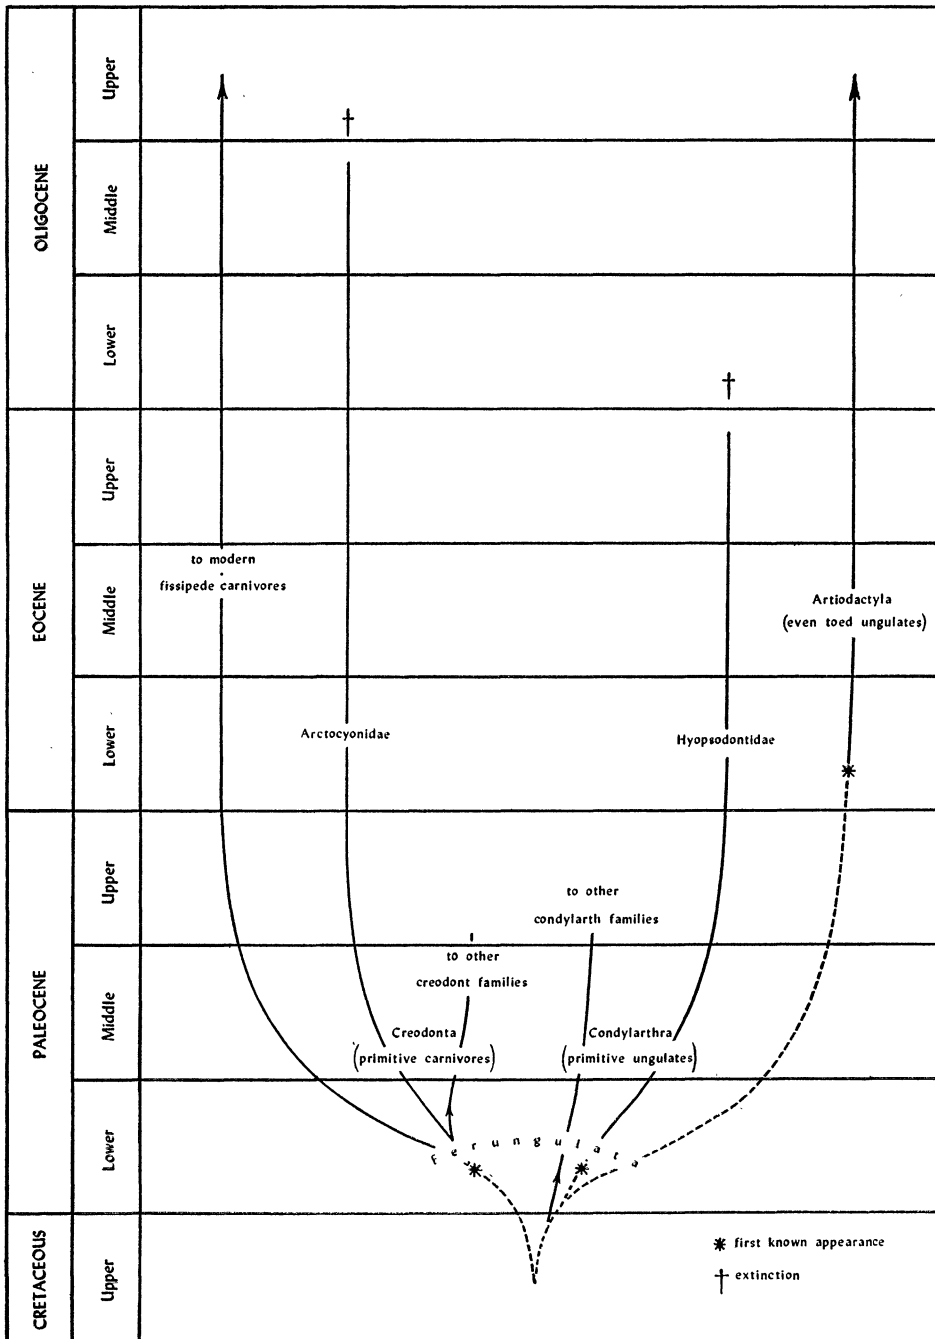 OLIGOCENE
Upper
Middle
Lower
EOCENE
Upper
Middle
Lower
PALEOCENE
Upper
Middle
Lower
CRETACEOUS
Upper
to modern
fissipede carnivores
Artiodactyla
(even toed ungulates)
Arctocyonidae
Hyopsodontidae
to other
condylarth families
to other
creodont families
Creodonta
(primitive carnivores)
Condylarthra
(primitive ungulates)
Ferungulata
* first known appearance
† extinction